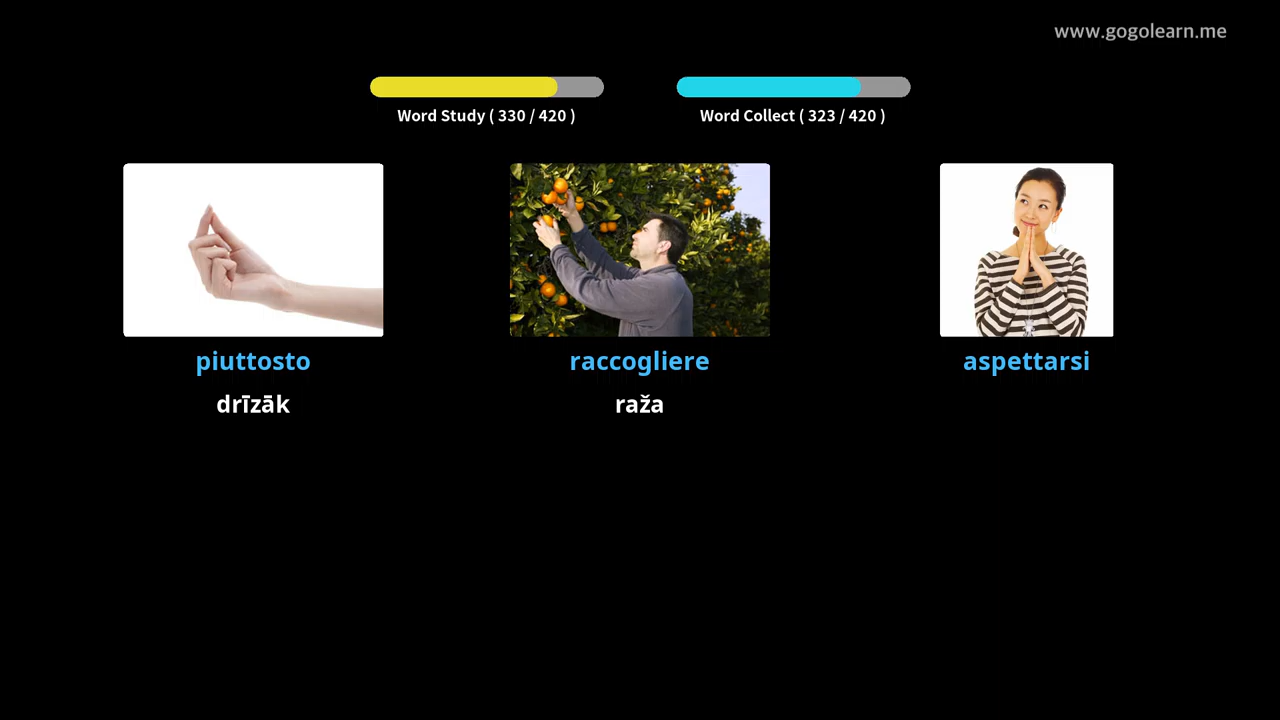 www.gogolearn.me
Word Study ( 330 / 420 )
Word Collect ( 323 / 420 )
piuttosto
raccogliere
aspettarsi
drīzāk
raža